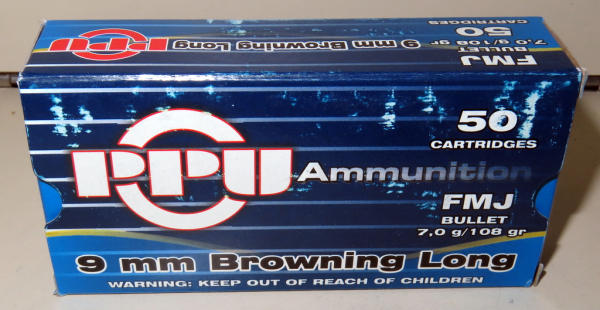 50
CARTRIDGES
FMJ
BULLET
7,0 g/108 gr
9 mm Browning Long
PPU
50
CARTRIDGES
PPU Ammunition
FMJ
BULLET
7,0 g/108 gr
9 mm Browning Long
WARNING: KEEP OUT OF REACH OF CHILDREN